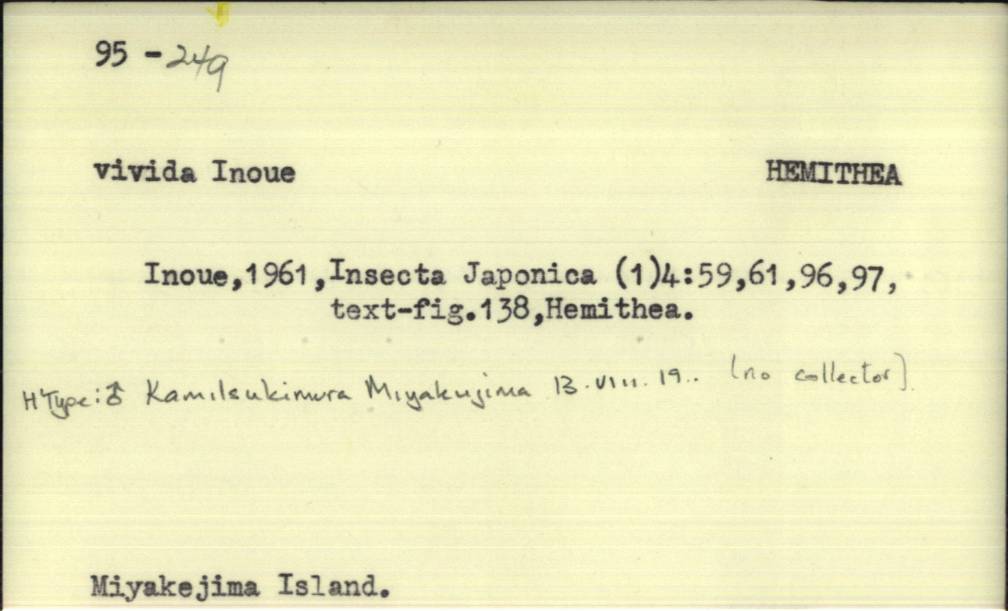 95 - 249
vivida Inoue HEMITHEA
Inoue,1961,Insecta Japonica (1)4:59,61,96,97,
text-fig.138,Hemithea.
H'Type: ♂ Kamilsukimura Miyakujima 13.VIII.19.. [no collector].
Miyakejima Island.